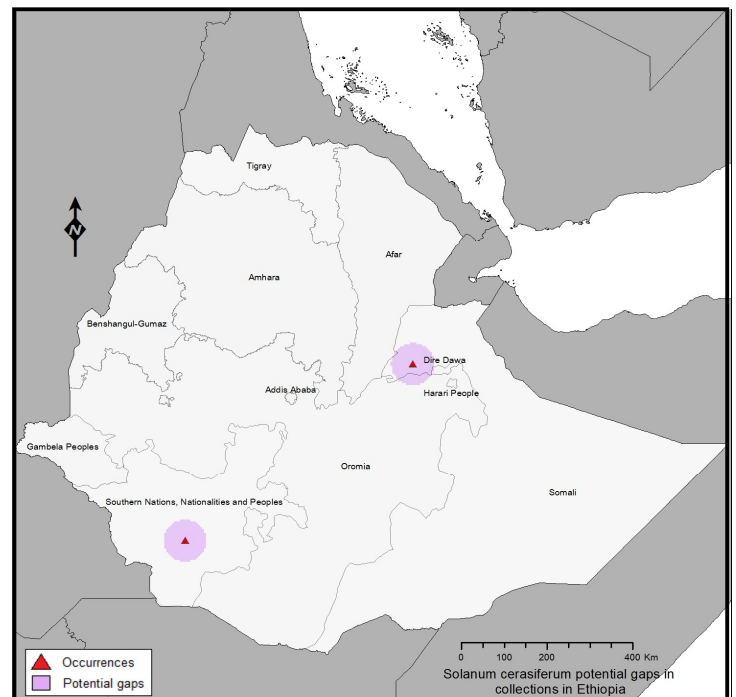 Tigray
Afar
Amhara
Benshangul-Gumaz
Dire Dawa
Addis Ababa
Harari People
Gambela Peoples
Oromia
Somali
Southern Nations, Nationalities and Peoples
N
0 100 200 400 Km
Solanum cerasiferum potential gaps in
collections in Ethiopia
Occurrences
Potential gaps